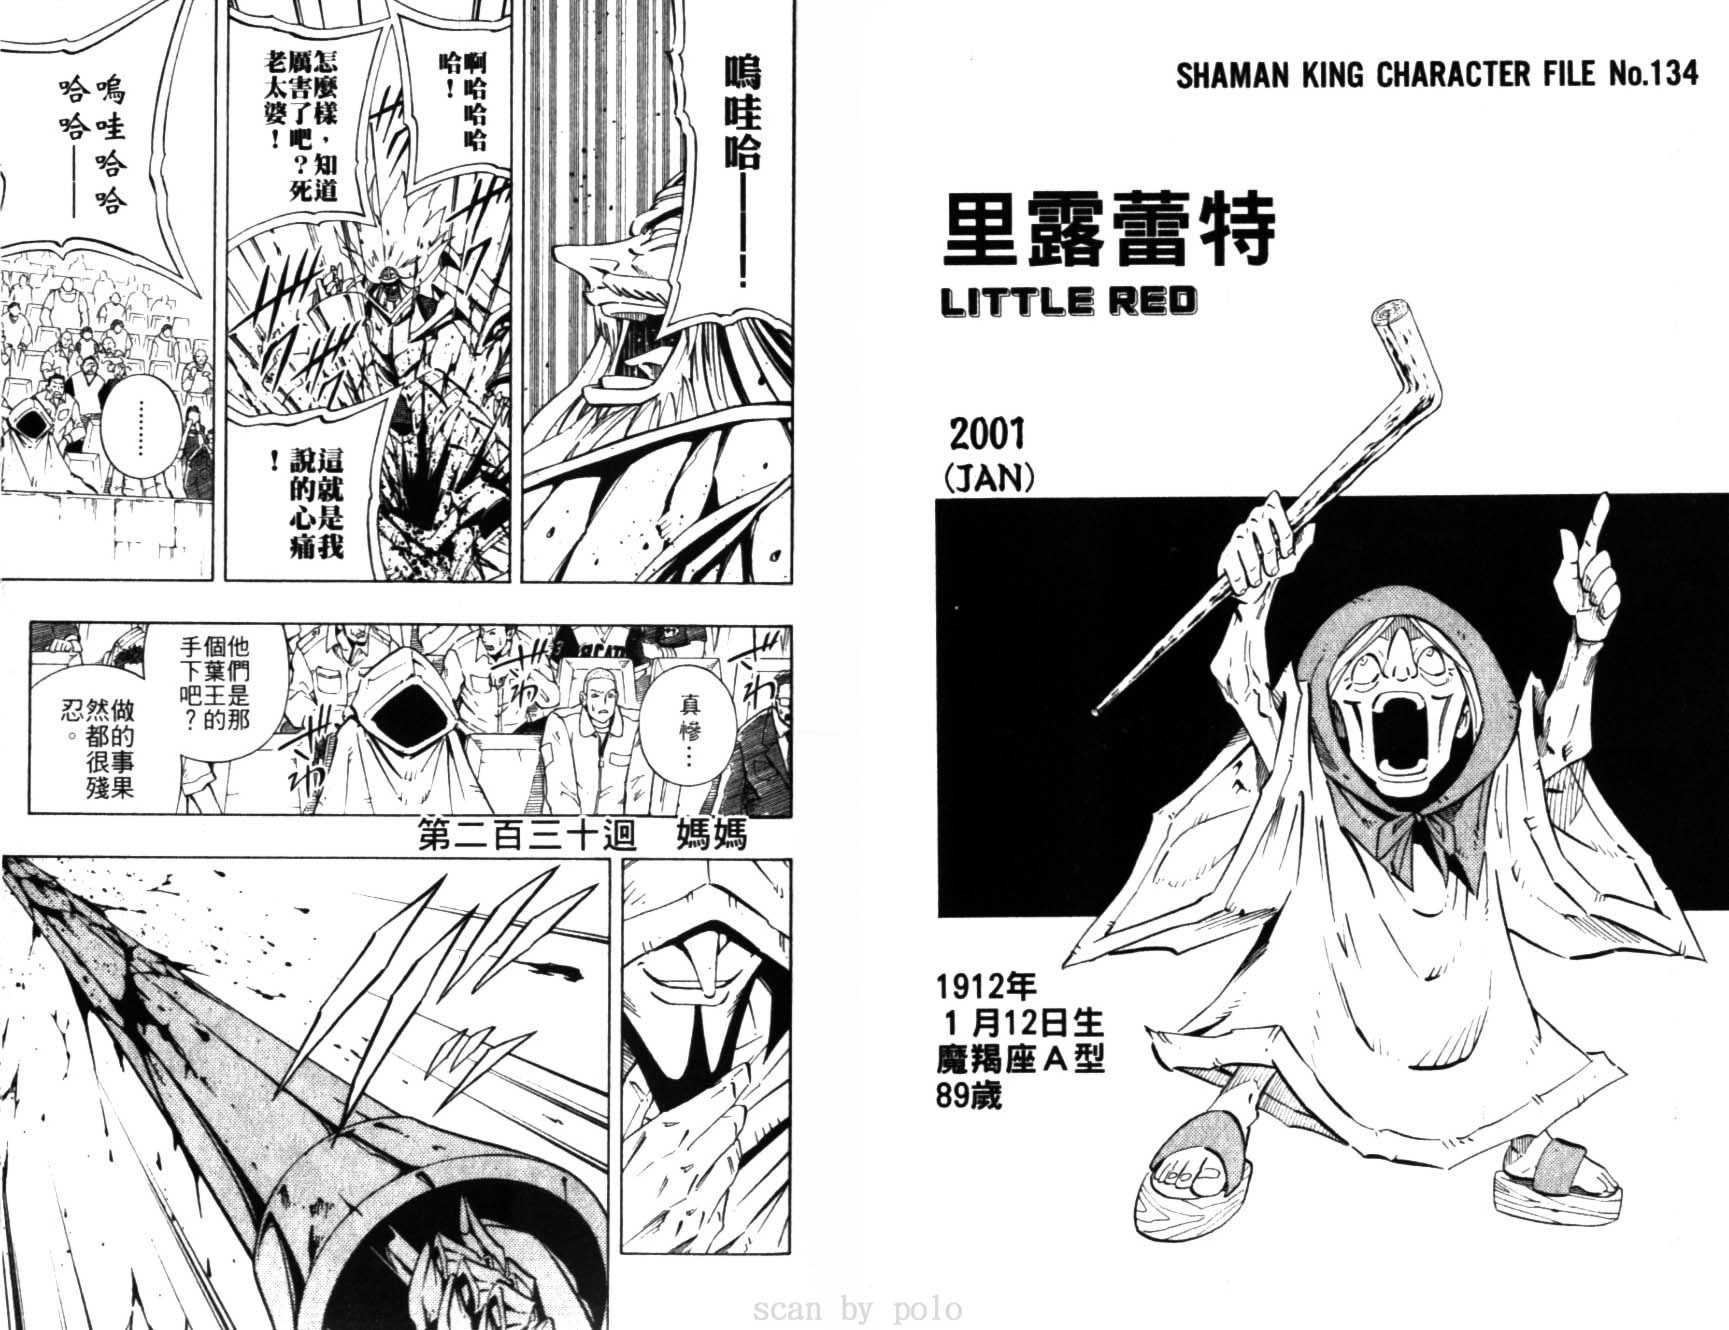 SHAMAN KING CHARACTER FILE No.134
里露蕾特
LITTLE RED
2001
(JAN)
1912年
1月12日生
魔羯座A型
89歲
嗚哇哈——！
啊哈哈哈
哈！
怎麼樣，知道
厲害了吧？死
老太婆！
這就是我
說的心痛
！
嗚哇哈哈
哈哈——
………
真慘…
わ
わ
わ
わ
他們是那
個葉王的
手下吧？
做的事果
然都很殘
忍。
第二百三十迴 媽媽
scan by polo